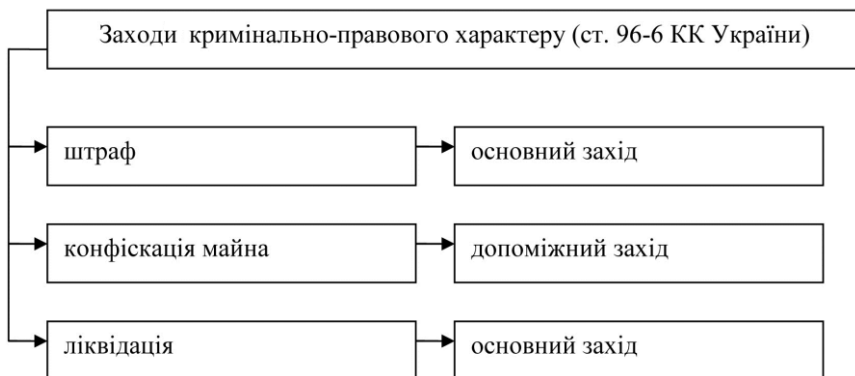 Заходи кримінально-правового характеру (ст. 96-6 КК України)
штраф
основний захід
конфіскація майна
допоміжний захід
ліквідація
основний захід